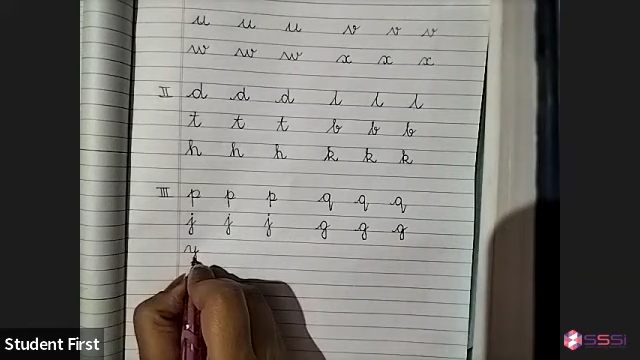 u u u v v v
w w w x x x
II d d d l l l
t t t b b b
h h h k k k
III p p p q q q
j j j g g g
y
Student First
SSSi